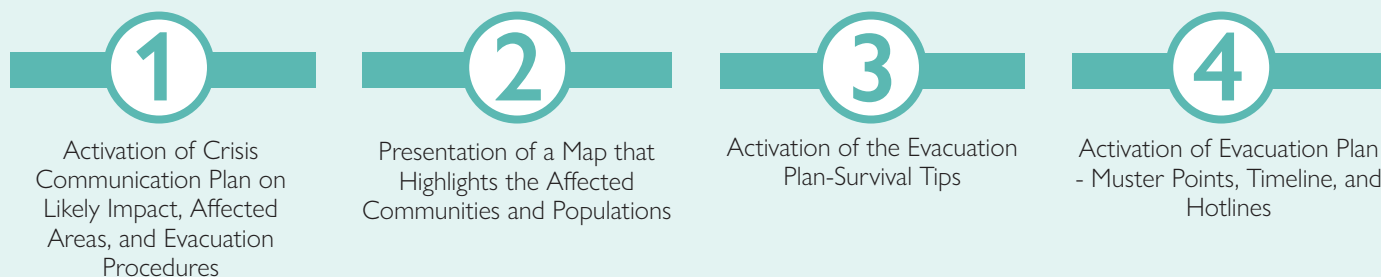 1
Activation of Crisis
Communication Plan on
Likely Impact, Affected
Areas, and Evacuation
Procedures
2
Presentation of a Map that
Highlights the Affected
Communities and Populations
3
Activation of the Evacuation
Plan-Survival Tips
4
Activation of Evacuation Plan
- Muster Points, Timeline, and
Hotlines